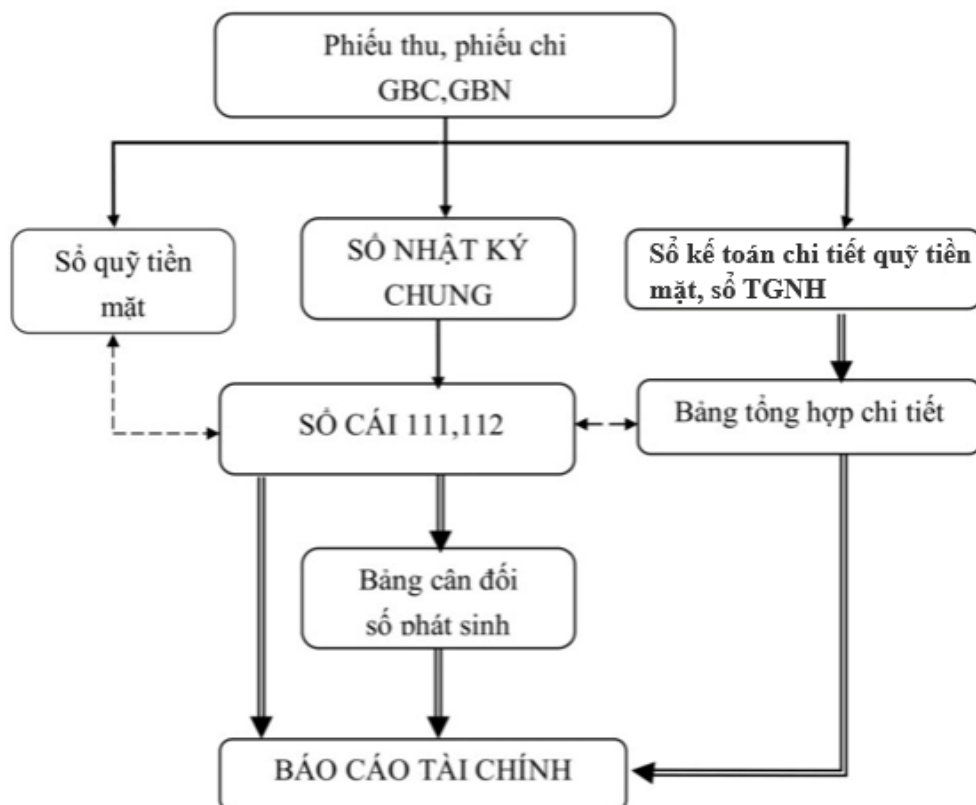 Phiếu thu, phiếu chi
GBC,GBN
Sổ quỹ tiền
mặt
SỔ NHẬT KÝ
CHUNG
Sổ kế toán chi tiết quỹ tiền
mặt, sổ TGNH
SỔ CÁI 111,112
Bảng tổng hợp chi tiết
Bảng cân đối
số phát sinh
BÁO CÁO TÀI CHÍNH